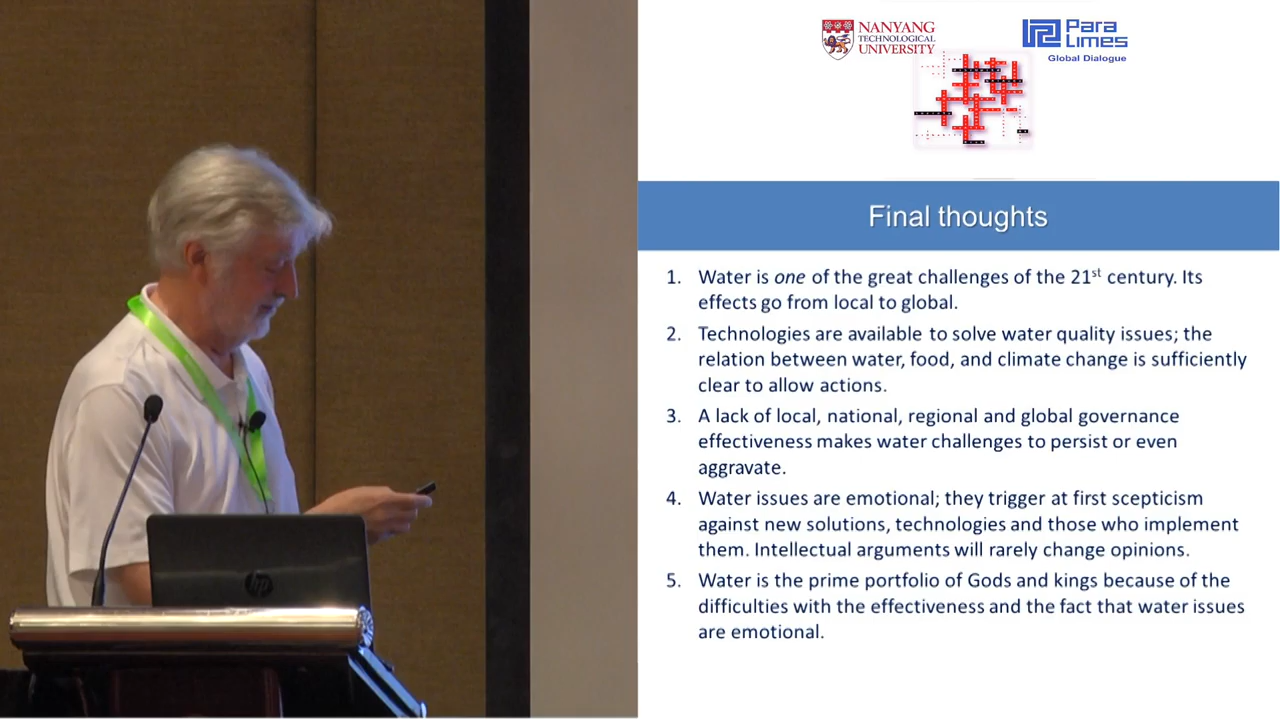 NANYANG
TECHNOLOGICAL
UNIVERSITY
Para
Limes
Global Dialogue
Final thoughts
1. Water is one of the great challenges of the 21st century. Its
effects go from local to global.
2. Technologies are available to solve water quality issues; the
relation between water, food, and climate change is sufficiently
clear to allow actions.
3. A lack of local, national, regional and global governance
effectiveness makes water challenges to persist or even
aggravate.
4. Water issues are emotional; they trigger at first scepticism
against new solutions, technologies and those who implement
them. Intellectual arguments will rarely change opinions.
5. Water is the prime portfolio of Gods and kings because of the
difficulties with the effectiveness and the fact that water issues
are emotional.
hp